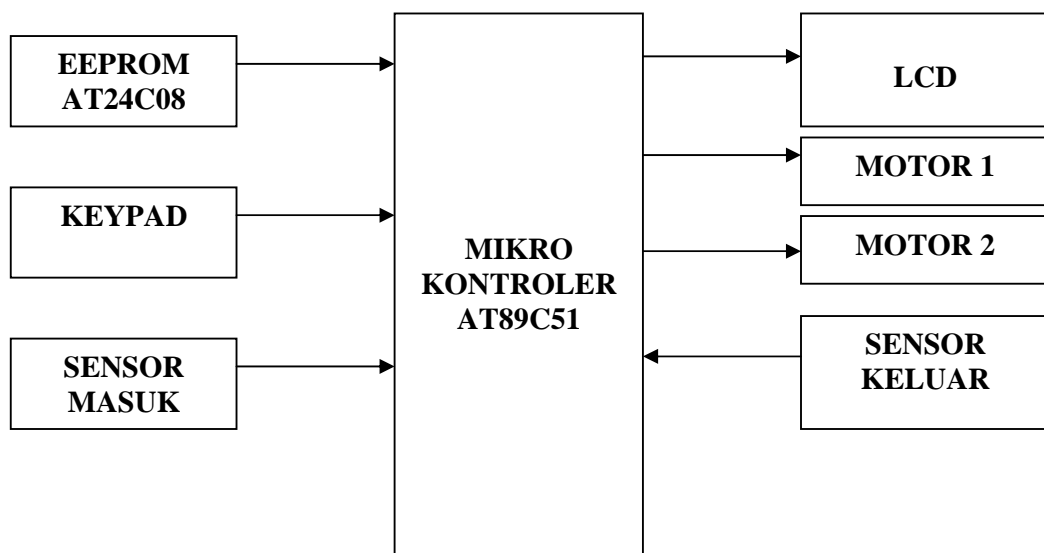 EEPROM
AT24C08
KEYPAD
SENSOR
MASUK
MIKRO
KONTROLER
AT89C51
LCD
MOTOR 1
MOTOR 2
SENSOR
KELUAR